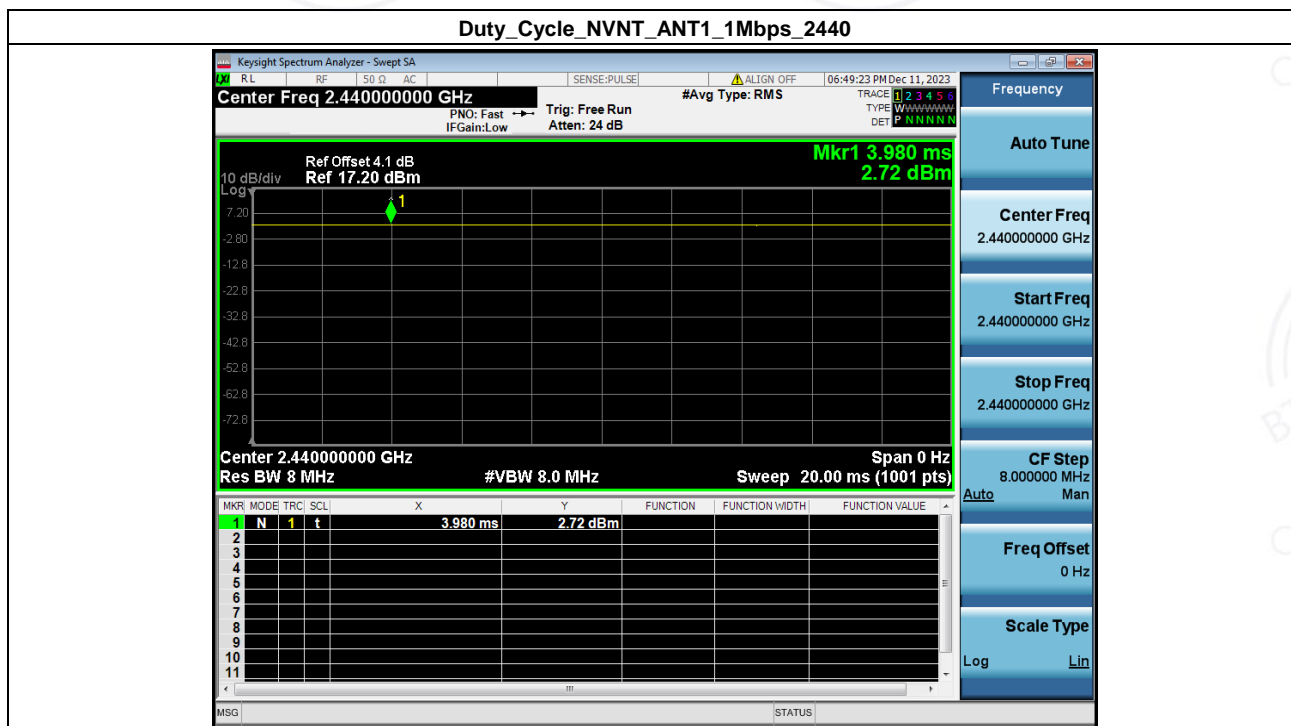 Duty_Cycle_NVNT_ANT1_1Mbps_2440
Keysight Spectrum Analyzer - Swept SA
LXI RL RF 50 Ω AC SENSE:PULSE ALIGN OFF 06:49:23 PM Dec 11, 2023
Center Freq 2.440000000 GHz #Avg Type: RMS TRACE 1 2 3 4 5 6
PNO: Fast Trig: Free Run TYPE WWWWWW
IFGain:Low Atten: 24 dB DET P N N N N N
Frequency
Auto Tune
Center Freq
2.440000000 GHz
Start Freq
2.440000000 GHz
Stop Freq
2.440000000 GHz
CF Step
8.000000 MHz
Auto Man
Freq Offset
0 Hz
Scale Type
Log Lin
Mkr1 3.980 ms
2.72 dBm
Ref Offset 4.1 dB
10 dB/div Ref 17.20 dBm
Log
1
7.20
-2.80
-12.8
-22.8
-32.8
-42.8
-52.8
-62.8
-72.8
Center 2.440000000 GHz Span 0 Hz
Res BW 8 MHz #VBW 8.0 MHz Sweep 20.00 ms (1001 pts)
MKR MODE TRC SCL X Y FUNCTION FUNCTION WIDTH FUNCTION VALUE
1 N 1 t 3.980 ms 2.72 dBm
2
3
4
5
6
7
8
9
10
11
MSG STATUS